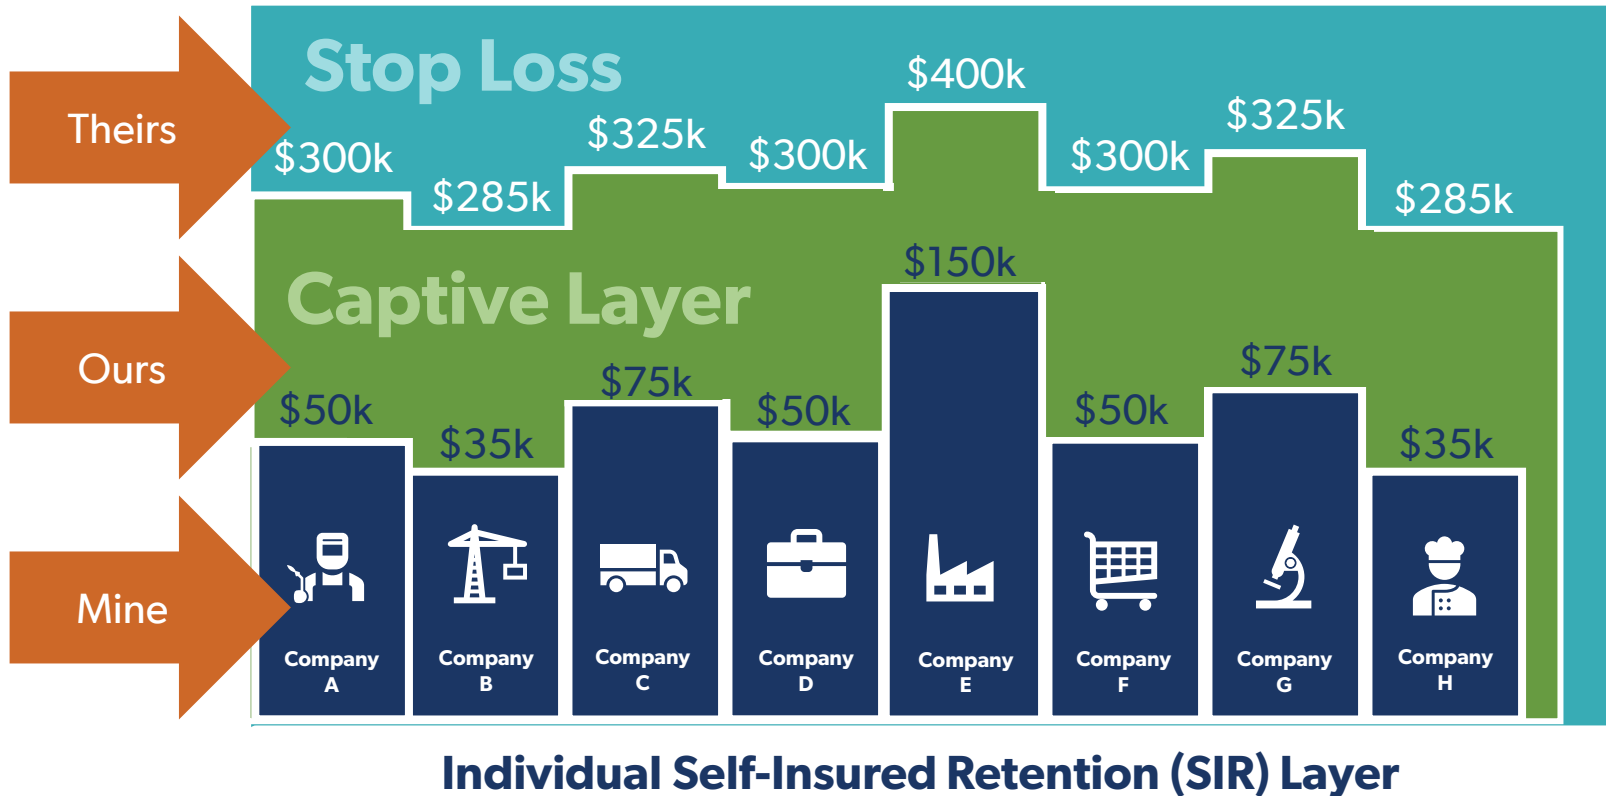 Stop Loss
Theirs
$300k
$285k
$325k
$300k
$400k
$300k
$325k
$285k
Captive Layer
Ours
$50k
$35k
$75k
$50k
$150k
$50k
$75k
$35k
Mine
Company
A
Company
B
Company
C
Company
D
Company
E
Company
F
Company
G
Company
H
Individual Self-Insured Retention (SIR) Layer